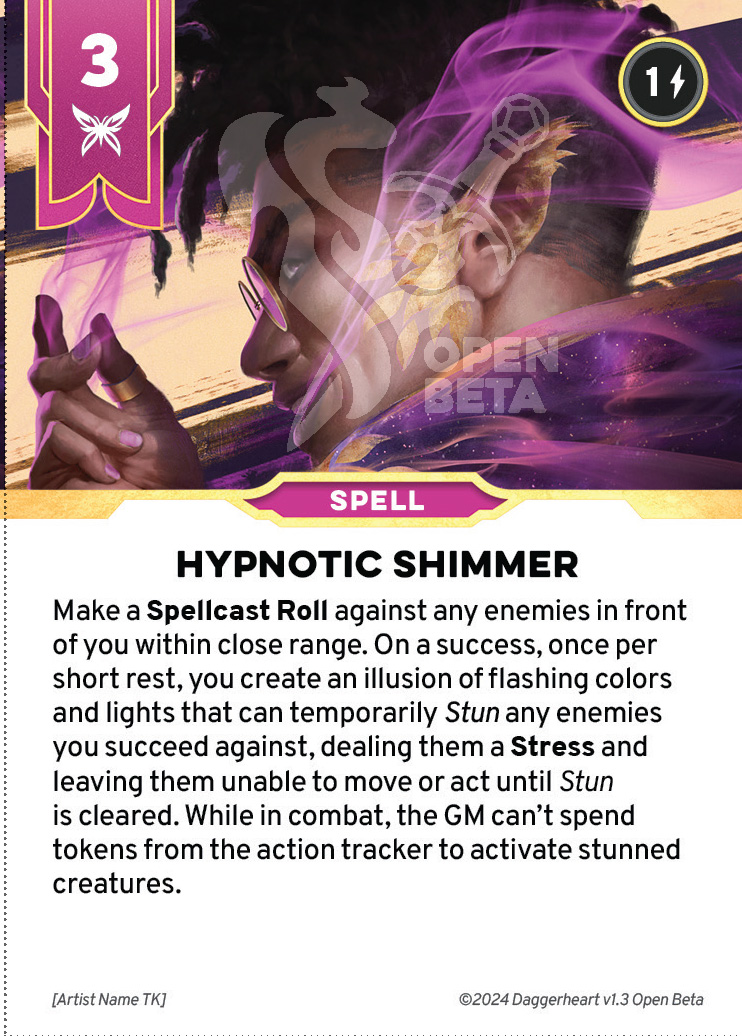 3
1
OPEN
BETA
SPELL
HYPNOTIC SHIMMER
Make a Spellcast Roll against any enemies in front
of you within close range. On a success, once per
short rest, you create an illusion of flashing colors
and lights that can temporarily Stun any enemies
you succeed against, dealing them a Stress and
leaving them unable to move or act until Stun
is cleared. While in combat, the GM can’t spend
tokens from the action tracker to activate stunned
creatures.
[Artist Name TK]
©2024 Daggerheart v1.3 Open Beta